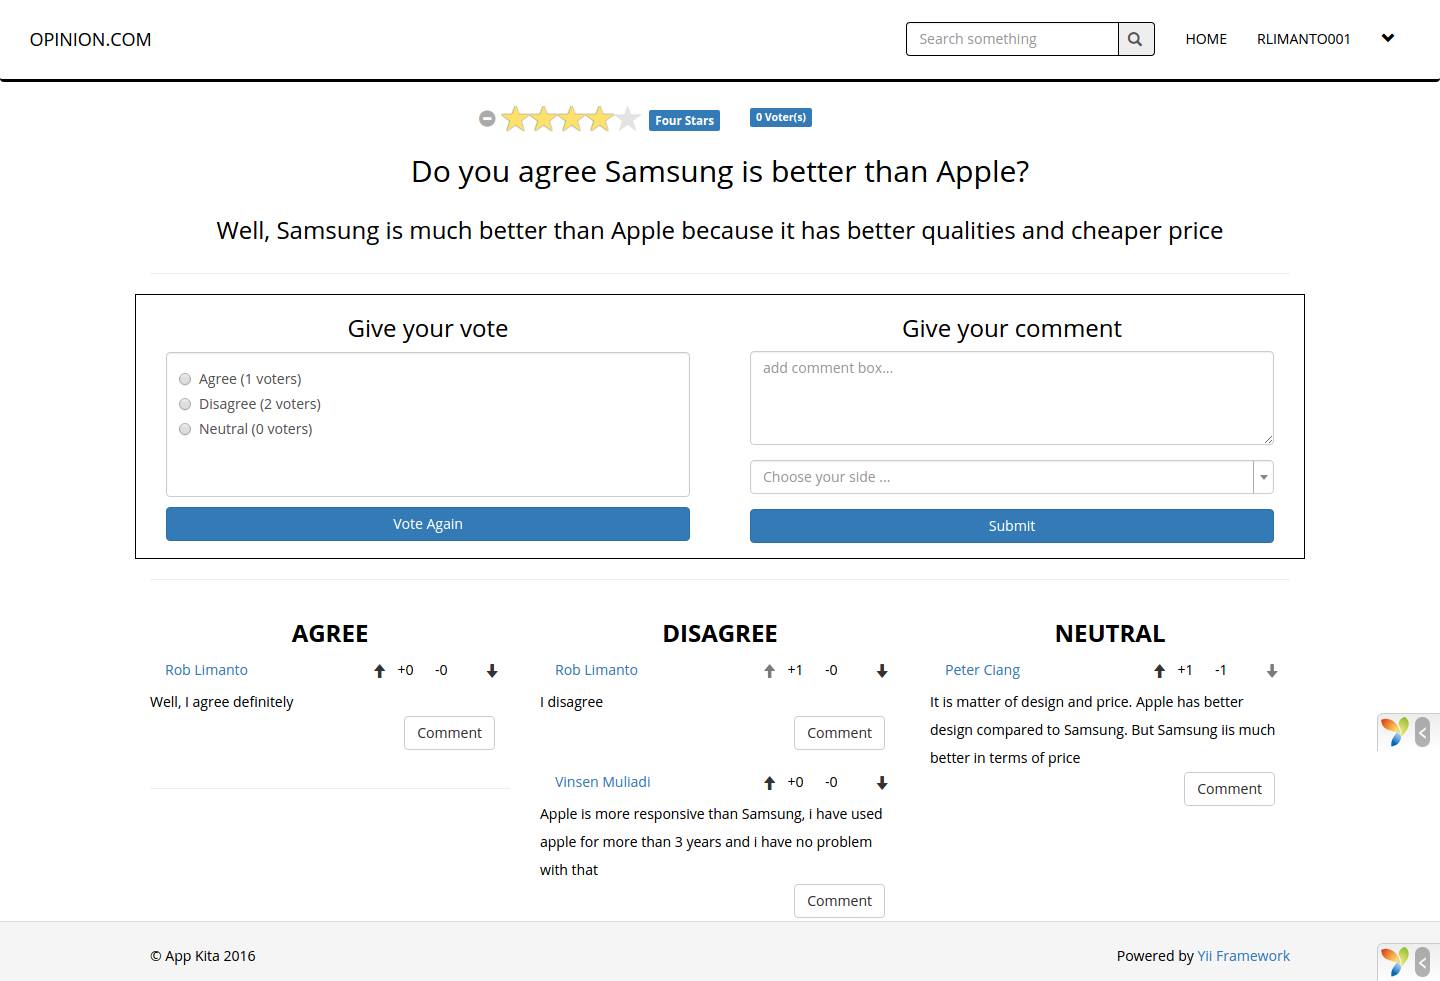 OPINION.COM
Search something
HOME
RLIMANTO001
Four Stars
0 Voter(s)
Do you agree Samsung is better than Apple?
Well, Samsung is much better than Apple because it has better qualities and cheaper price
Give your vote
Agree (1 voters)
Disagree (2 voters)
Neutral (0 voters)
Vote Again
Give your comment
add comment box...
Choose your side ...
Submit
AGREE
Rob Limanto
+0 -0
Well, I agree definitely
Comment
DISAGREE
Rob Limanto
+1 -0
I disagree
Comment
Vinsen Muliadi
+0 -0
Apple is more responsive than Samsung, i have used
apple for more than 3 years and i have no problem
with that
Comment
NEUTRAL
Peter Ciang
+1 -1
It is matter of design and price. Apple has better
design compared to Samsung. But Samsung iis much
better in terms of price
Comment
© App Kita 2016
Powered by Yii Framework